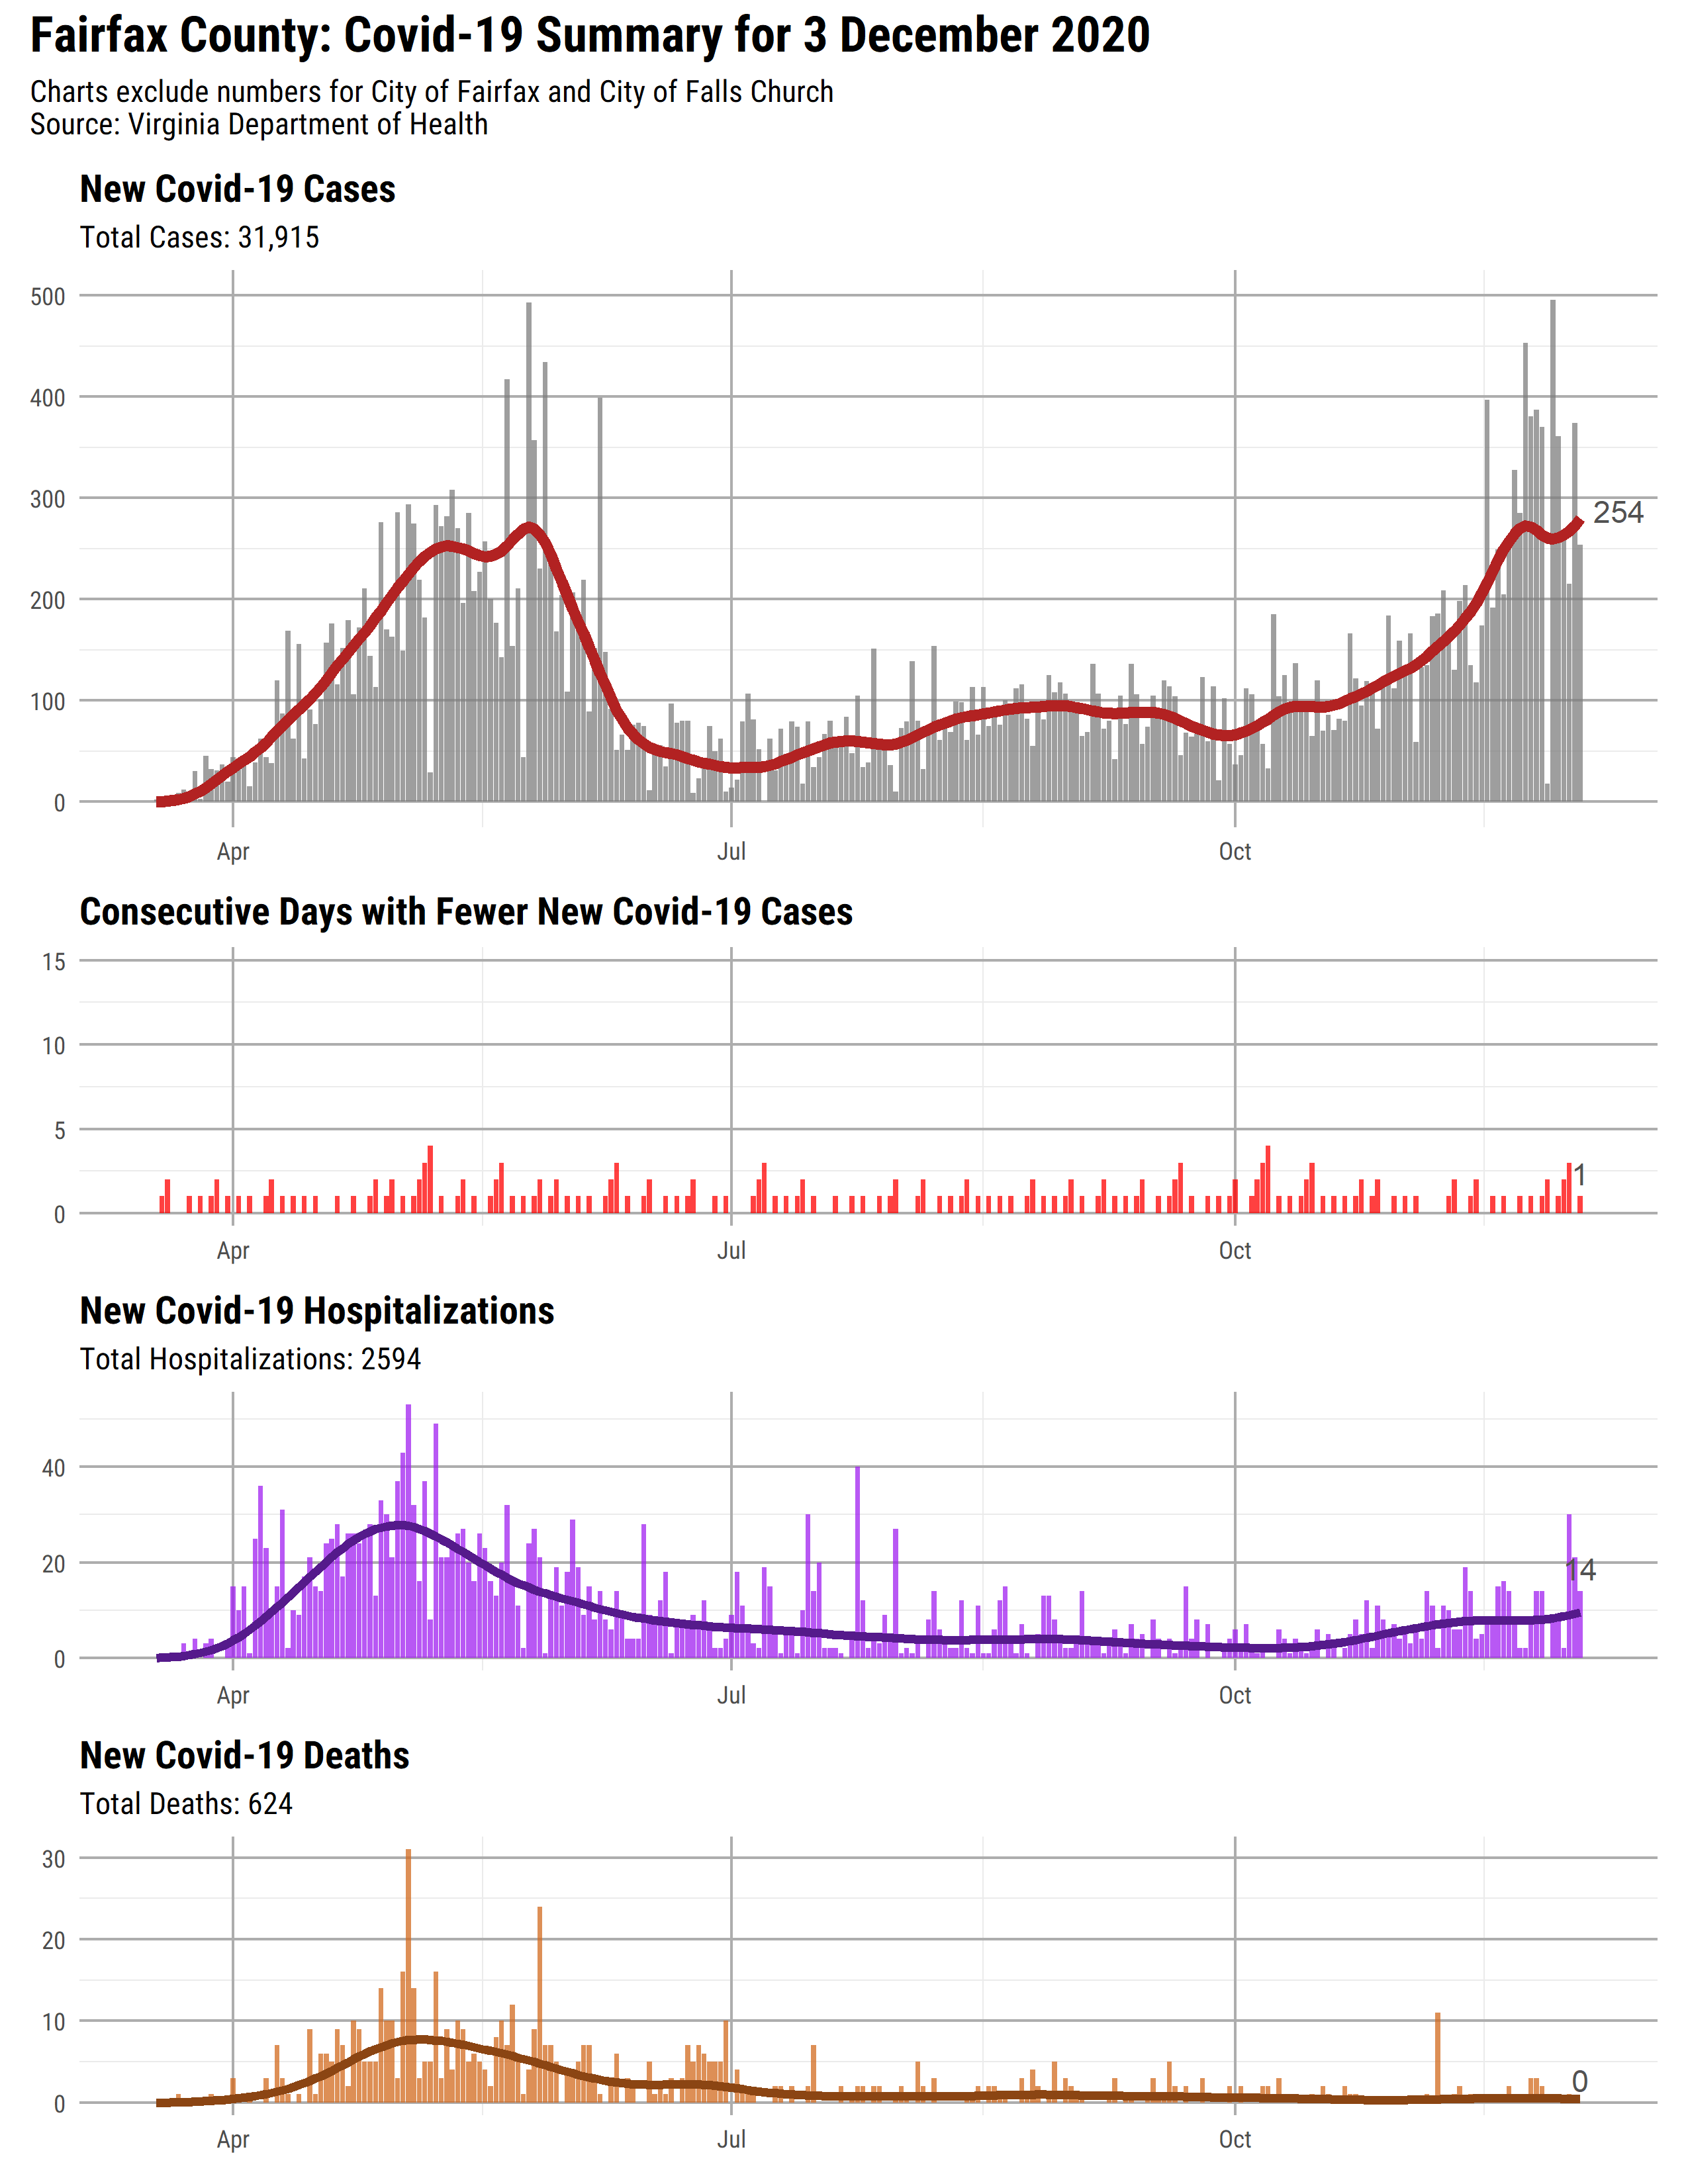 Fairfax County: Covid-19 Summary for 3 December 2020
Charts exclude numbers for City of Fairfax and City of Falls Church
Source: Virginia Department of Health
New Covid-19 Cases
Total Cases: 31,915
500
400
300
254
200
100
0
Apr Jul Oct
Consecutive Days with Fewer New Covid-19 Cases
15
10
5
1
0
Apr Jul Oct
New Covid-19 Hospitalizations
Total Hospitalizations: 2594
40
20
14
0
Apr Jul Oct
New Covid-19 Deaths
Total Deaths: 624
30
20
10
0
0
Apr Jul Oct